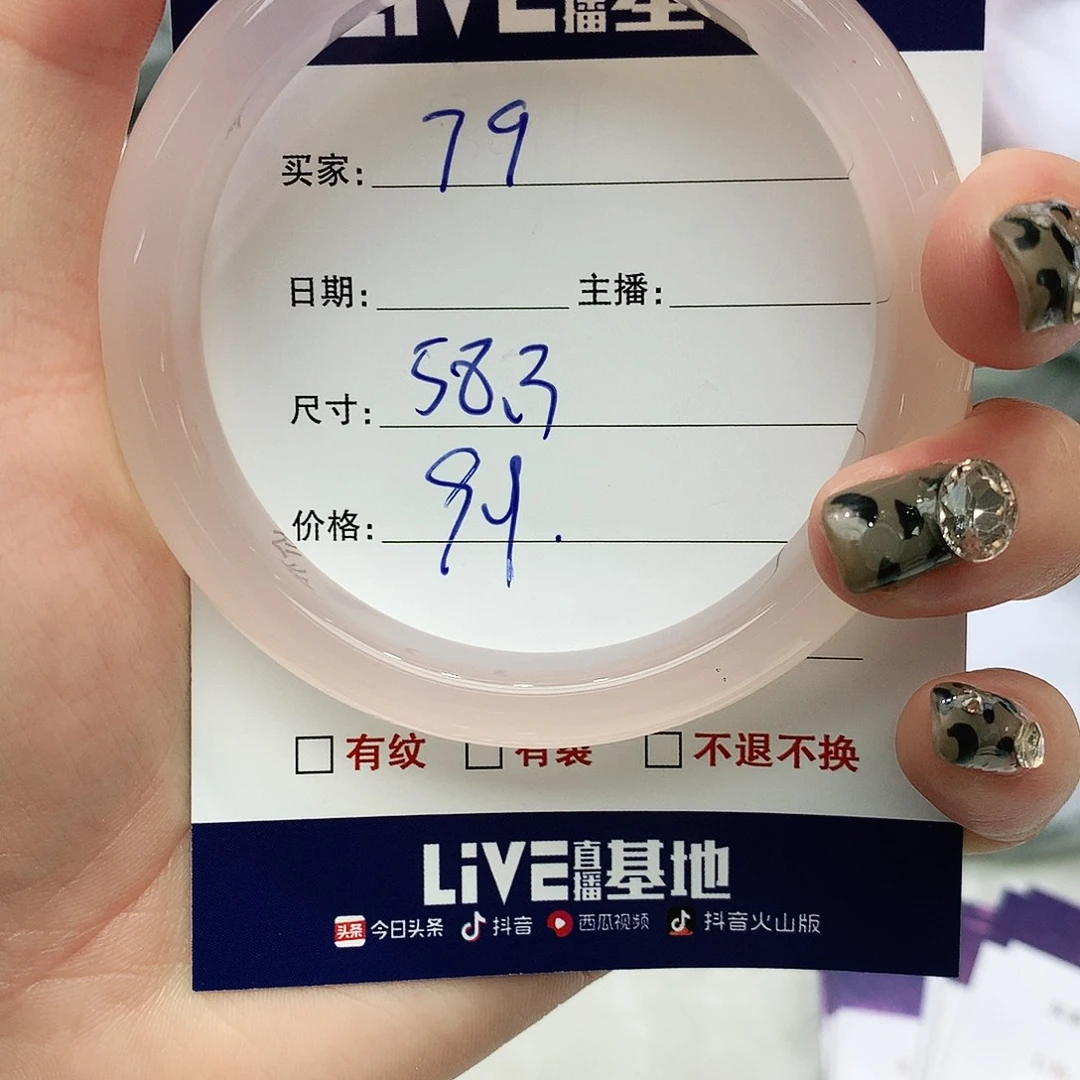 LiVE直播基
买家: 79
日期: 主播:
尺寸: 58.3
价格: 94.
有纹 有裂 不退不换
LiVE直播基地
头条 今日头条 抖音 西瓜视频 抖音火山版